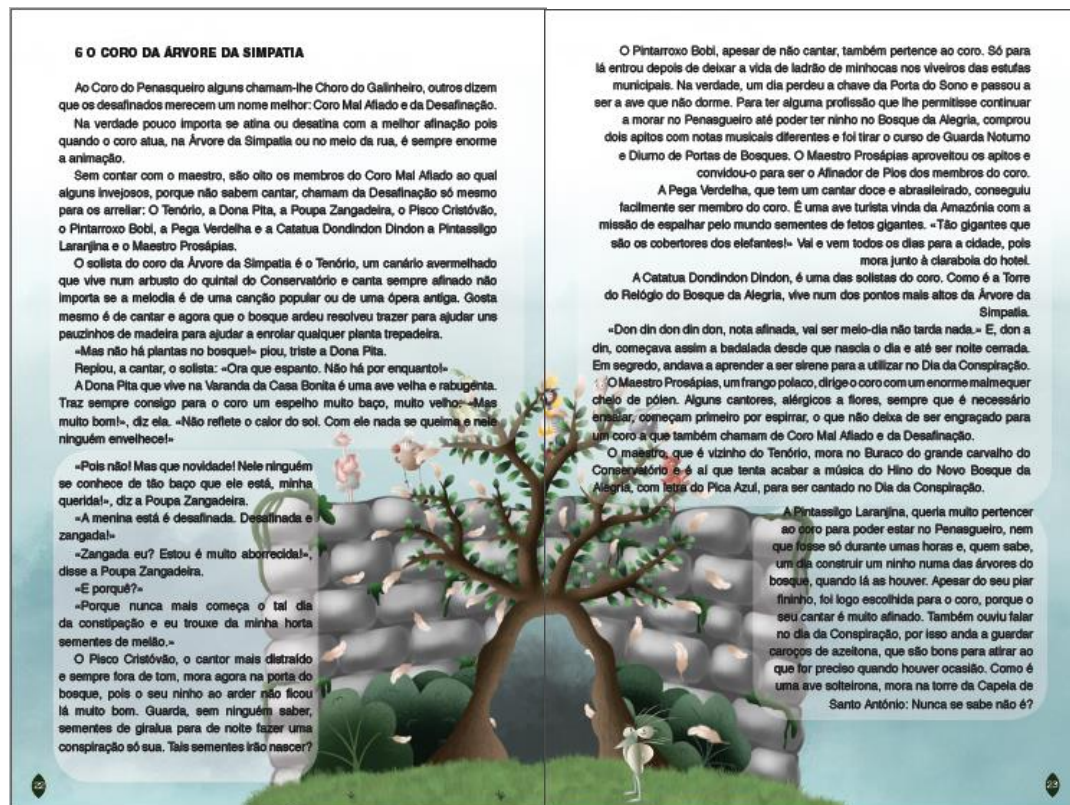 6 O CORO DA ÁRVORE DA SIMPATIA
Ao Coro do Penasqueiro alguns chamam-lhe Choro do Galinheiro, outros dizem
que os desafinados merecem um nome melhor: Coro Mal Afiado e da Desafinação.
Na verdade pouco importa se atina ou desatina com a melhor afinação pois
quando o coro atua, na Árvore da Simpatia ou no meio da rua, é sempre enorme
a animação.
Sem contar com o maestro, são oito os membros do Coro Mal Afiado ao qual
alguns invejosos, porque não sabem cantar, chamam da Desafinação só mesmo
para os arreliar: O Tenório, a Dona Pita, a Poupa Zangadeira, o Pisco Cristóvão,
o Pintarroxo Bobi, a Pega Verdelha e a Catatua Dondindon Dindon a Pintassilgo
Laranjina e o Maestro Prosápias.
O solista do coro da Árvore da Simpatia é o Tenório, um canário avermelhado
que vive num arbusto do quintal do Conservatório e canta sempre afinado não
importa se a melodia é de uma canção popular ou de uma ópera antiga. Gosta
mesmo é de cantar e agora que o bosque ardeu resolveu trazer para ajudar uns
pauzinhos de madeira para ajudar a enrolar qualquer planta trepadeira.
«Mas não há plantas no bosque!» piou, triste a Dona Pita.
Replou, a cantar, o solista: «Ora que espanto. Não há por enquanto!»
A Dona Pita que vive na Varanda da Casa Bonita é uma ave velha e rabugenta.
Traz sempre consigo para o coro um espelho muito baço, muito velho. «Mas
muito bom!», diz ela. «Não reflete o calor do sol. Com ele nada se queima e nele
ninguém envelhece!»
«Pois não! Mas que novidade! Nele ninguém
se conhece de tão baço que ele está, minha
querida!», diz a Poupa Zangadeira.
«A menina está é desafinada. Desafinada e
zangada!»
«Zangada eu? Estou é muito aborrecida!»,
disse a Poupa Zangadeira.
«E porquê?»
«Porque nunca mais começa o tal dia
da constipação e eu trouxe da minha horta
sementes de melão.»
O Pisco Cristóvão, o cantor mais distraído
e sempre fora de tom, mora agora na porta do
bosque, pois o seu ninho ao arder não ficou
lá muito bom. Guarda, sem ninguém saber,
sementes de giralua para de noite fazer uma
conspiração só sua. Tais sementes irão nascer?
22
O Pintarroxo Bobi, apesar de não cantar, também pertence ao coro. Só para
lá entrou depois de deixar a vida de ladrão de minhocas nos viveiros das estufas
municipais. Na verdade, um dia perdeu a chave da Porta do Sono e passou a
ser a ave que não dorme. Para ter alguma profissão que lhe permitisse continuar
a morar no Penasgueiro até poder ter ninho no Bosque da Alegria, comprou
dois apitos com notas musicais diferentes e foi tirar o curso de Guarda Noturno
e Diurno de Portas de Bosques. O Maestro Prosápias aproveitou os apitos e
convidou-o para ser o Afinador de Pios dos membros do coro.
A Pega Verdelha, que tem um cantar doce e abrasileirado, conseguiu
facilmente ser membro do coro. É uma ave turista vinda da Amazónia com a
missão de espalhar pelo mundo sementes de fetos gigantes. «Tão gigantes que
são os cobertores dos elefantes!» Vai e vem todos os dias para a cidade, pois
mora junto à claraboia do hotel.
A Catatua Dondindon Dindon, é uma das solistas do coro. Como é a Torre
do Relógio do Bosque da Alegria, vive num dos pontos mais altos da Árvore da
Simpatia.
«Don din don din don, nota afinada, vai ser meio-dia não tarda nada.» E, don a
din, começava assim a badalada desde que nascia o dia e até ser noite cerrada.
Em segredo, andava a aprender a ser sirene para a utilizar no Dia da Conspiração.
O Maestro Prosápias, um frango polaco, dirige o coro com um enorme malmequer
cheio de pólen. Alguns cantores, alérgicos a flores, sempre que é necessário
ensaiar, começam primeiro por espirrar, o que não deixa de ser engraçado para
um coro a que também chamam de Coro Mal Afiado e da Desafinação.
O maestro, que é vizinho do Tenório, mora no Buraco do grande carvalho do
Conservatório e é aí que tenta acabar a música do Hino do Novo Bosque da
Alegria, com letra do Pica Azul, para ser cantado no Dia da Conspiração.
A Pintassilgo Laranjina, queria muito pertencer
ao coro para poder estar no Penasgueiro, nem
que fosse só durante umas horas e, quem sabe,
um dia construir um ninho numa das árvores do
bosque, quando lá as houver. Apesar do seu piar
fininho, foi logo escolhida para o coro, porque o
seu cantar é muito afinado. Também ouviu falar
no dia da Conspiração, por isso anda a guardar
caroços de azeitona, que são bons para atirar ao
que for preciso quando houver ocasião. Como é
uma ave solteirona, mora na torre da Capela de
Santo António: Nunca se sabe não é?
23